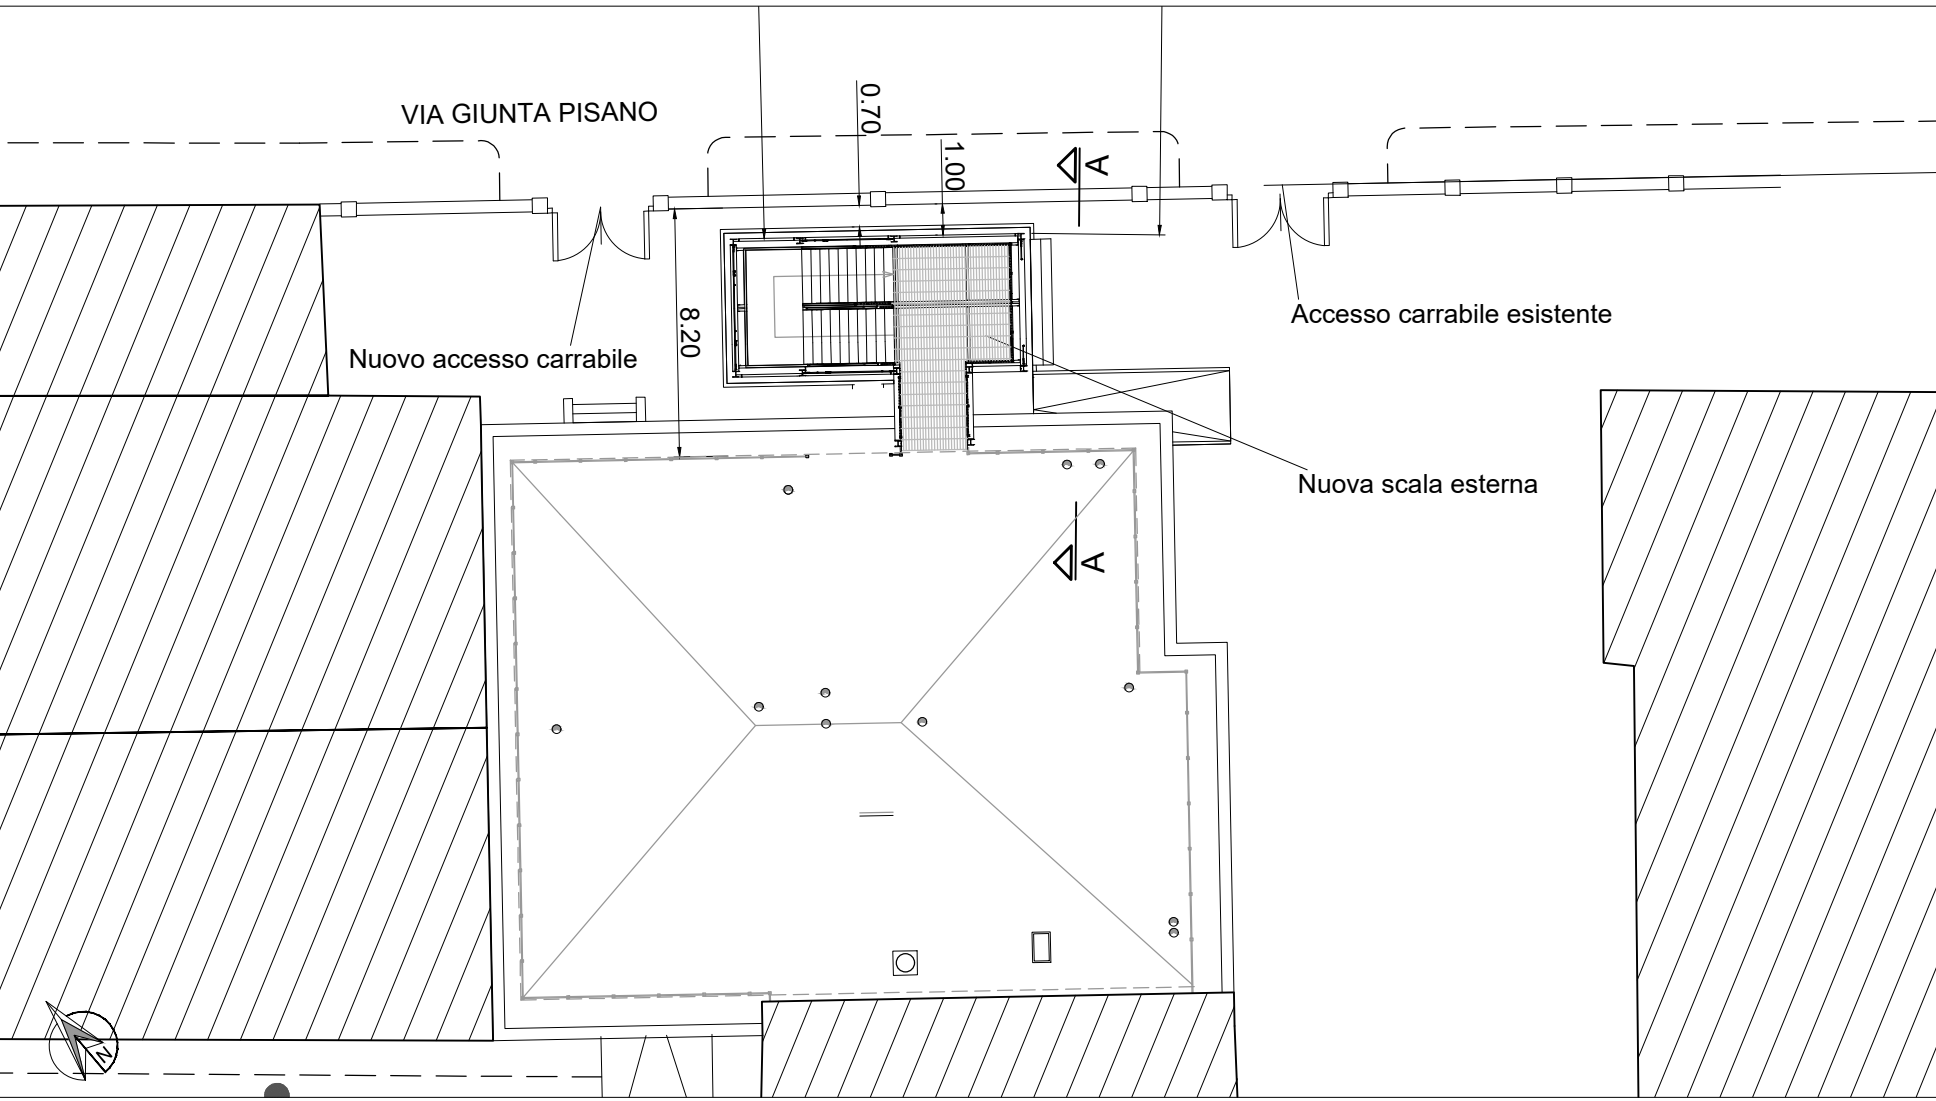 0.70
VIA GIUNTA PISANO
1.00
A
Accesso carrabile esistente
8.20
Nuovo accesso carrabile
Nuova scala esterna
A
N